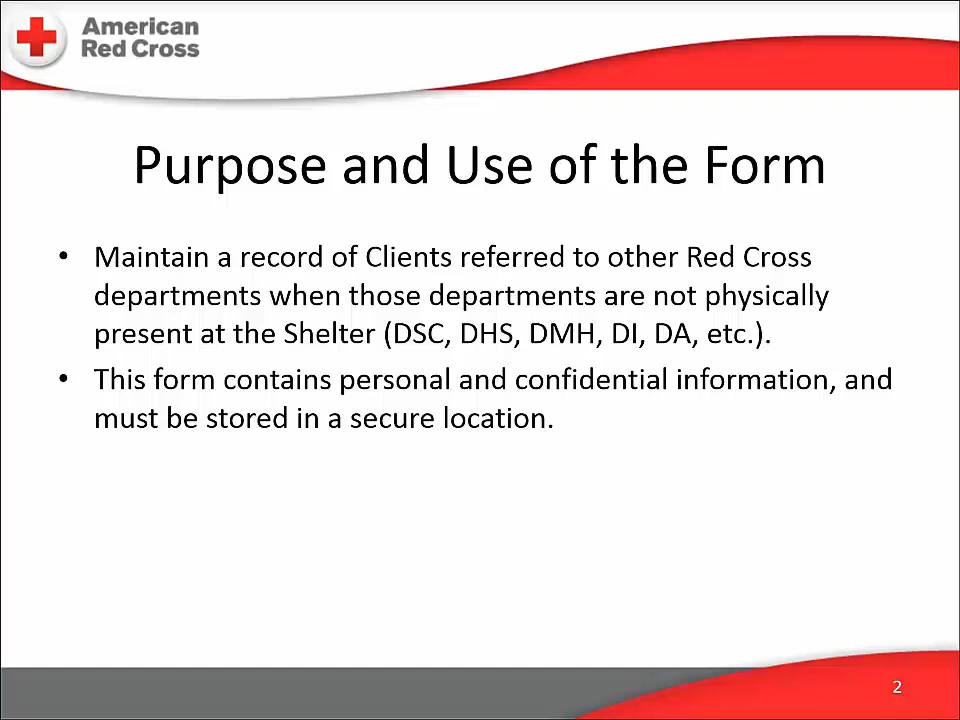 American
Red Cross
Purpose and Use of the Form
• Maintain a record of Clients referred to other Red Cross
departments when those departments are not physically
present at the Shelter (DSC, DHS, DMH, DI, DA, etc.).
• This form contains personal and confidential information, and
must be stored in a secure location.
2